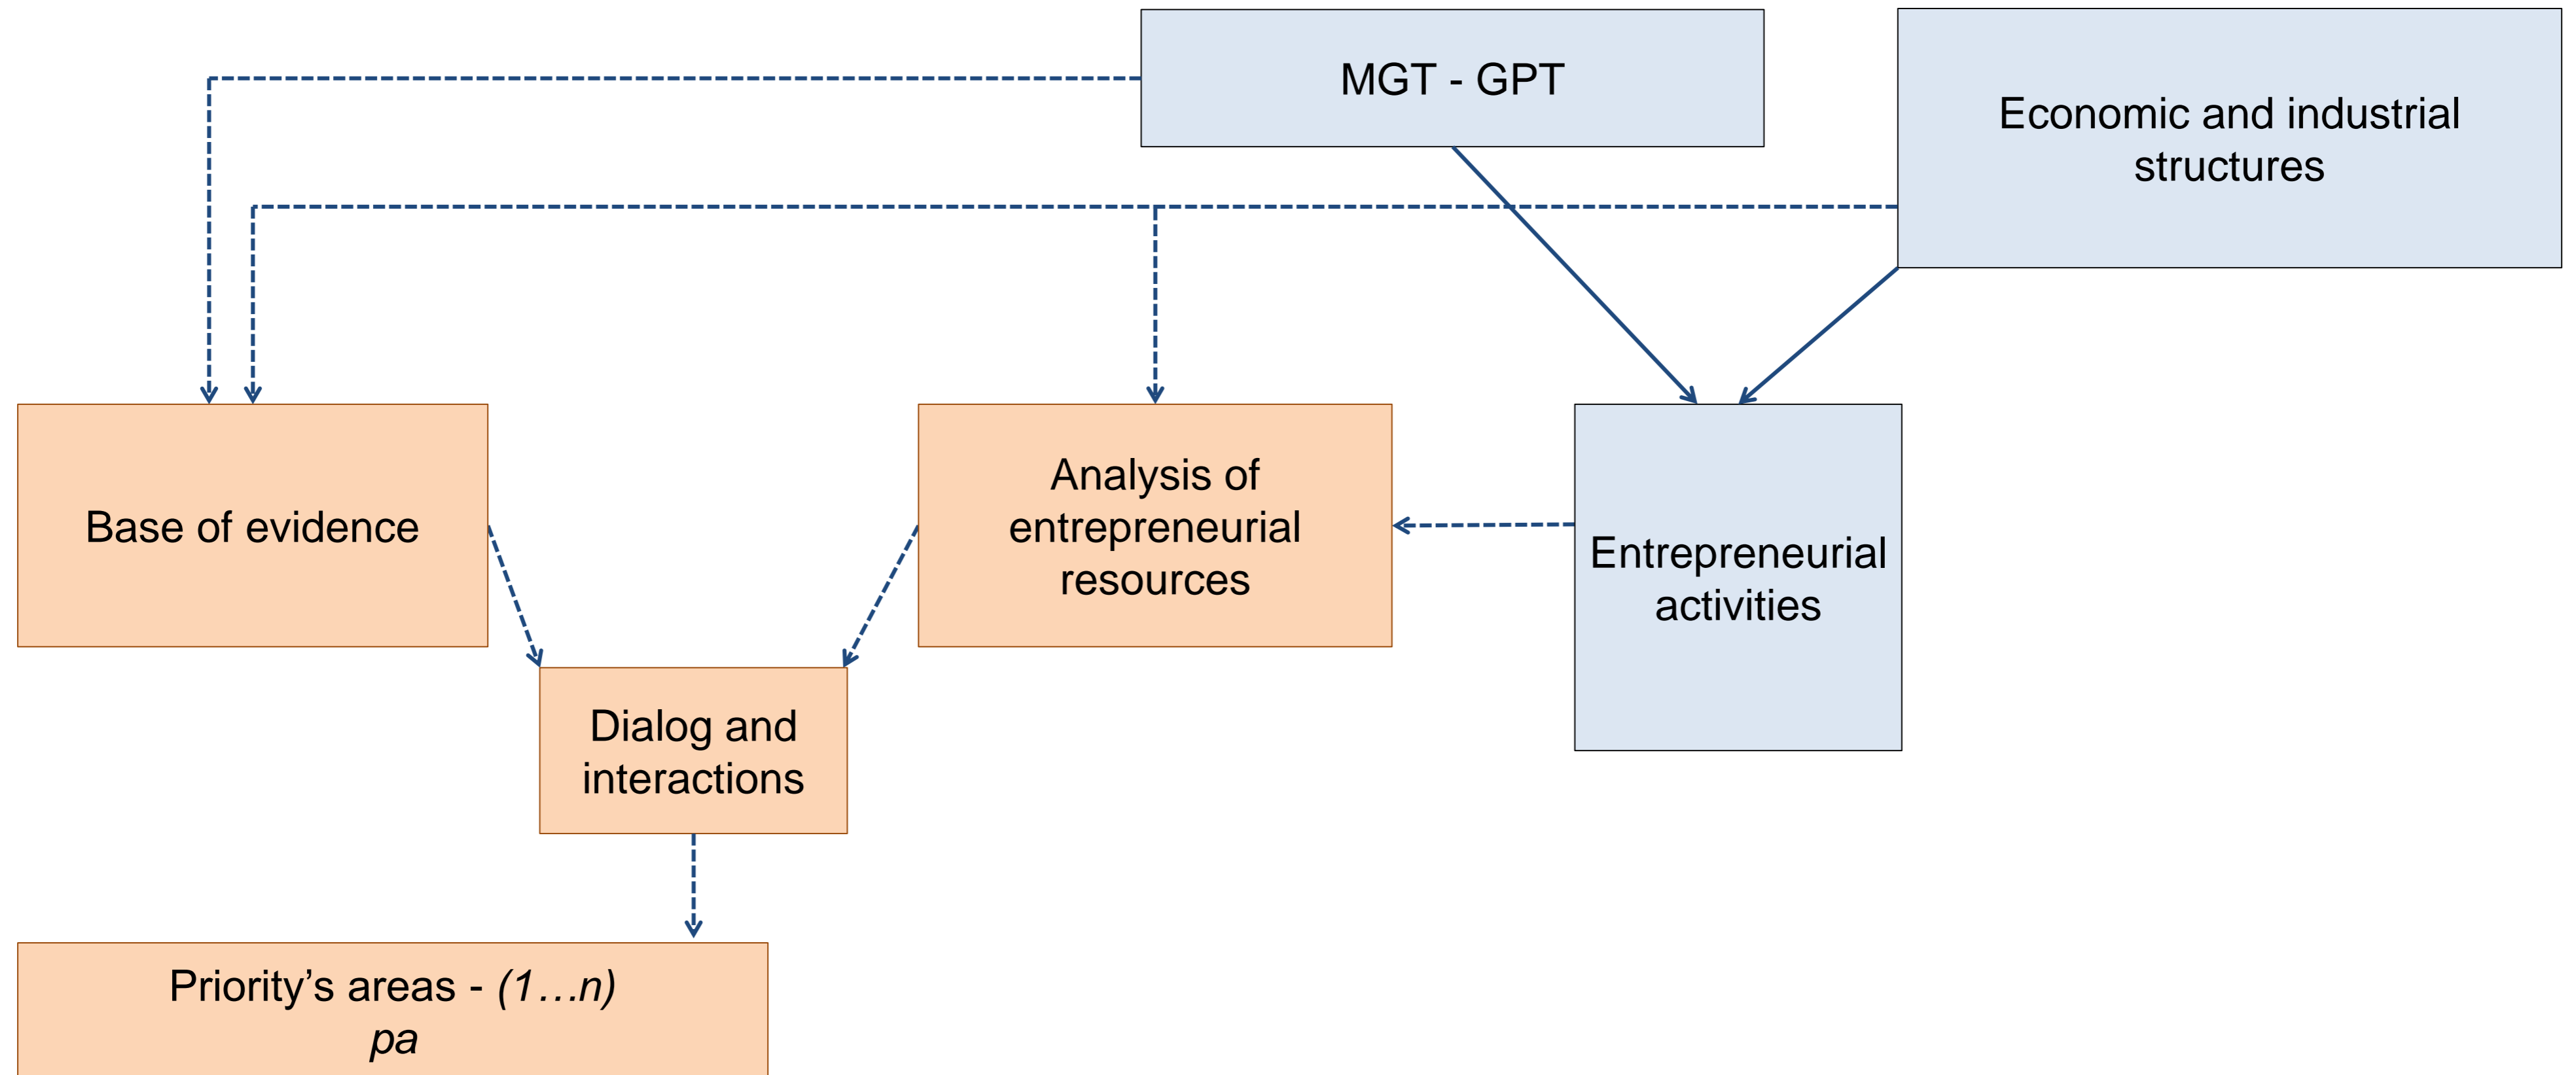 MGT - GPT
Economic and industrial
structures
Base of evidence
Analysis of
entrepreneurial
resources
Entrepreneurial
activities
Dialog and
interactions
Priority’s areas - (1…n)
pa